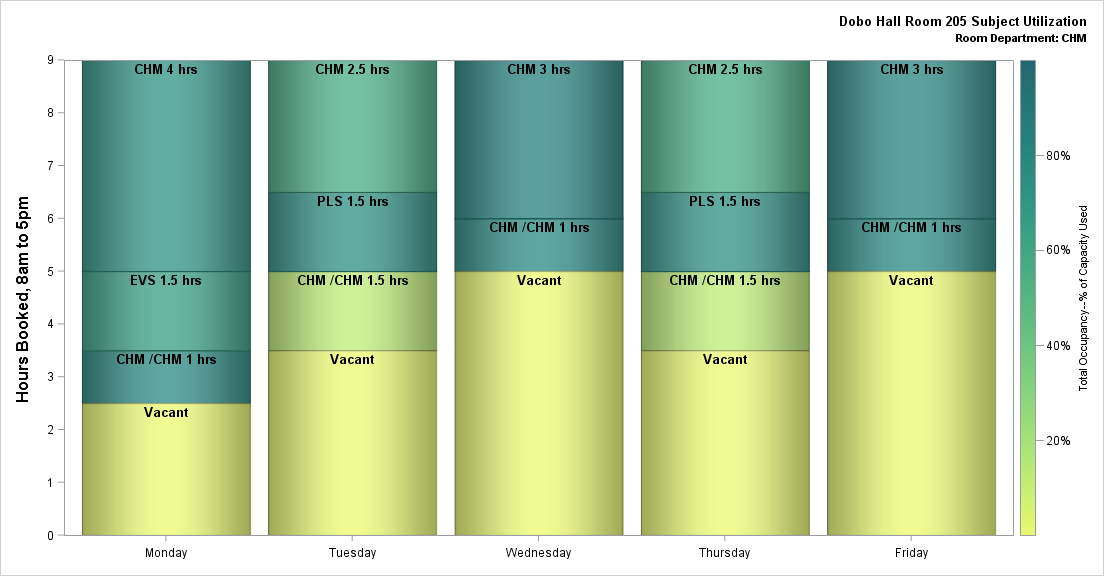 Dobo Hall Room 205 Subject Utilization
Room Department: CHM
Hours Booked, 8am to 5pm
9
8
7
6
5
4
3
2
1
0
CHM 4 hrs
EVS 1.5 hrs
CHM /CHM 1 hrs
Vacant
CHM 2.5 hrs
PLS 1.5 hrs
CHM /CHM 1.5 hrs
Vacant
CHM 3 hrs
CHM /CHM 1 hrs
Vacant
CHM 2.5 hrs
PLS 1.5 hrs
CHM /CHM 1.5 hrs
Vacant
CHM 3 hrs
CHM /CHM 1 hrs
Vacant
Monday
Tuesday
Wednesday
Thursday
Friday
80%
60%
40%
20%
Total Occupancy--% of Capacity Used